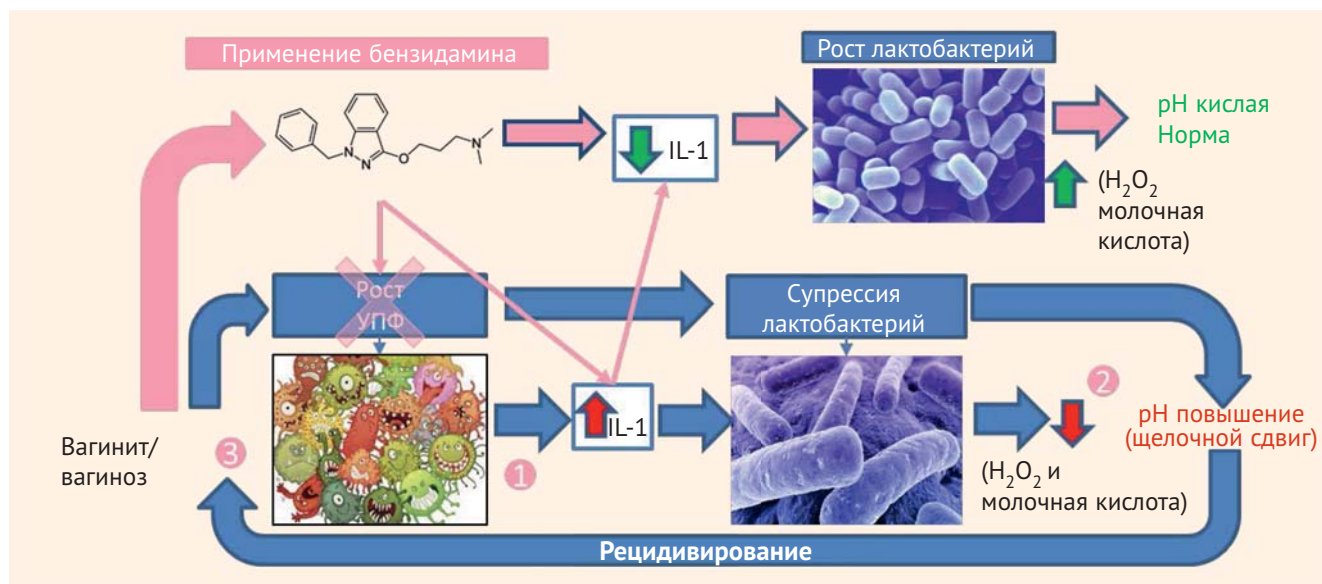 Применение бензидамина
Рост лактобактерий
N
N
O
N
IL-1
pH кислая
Норма
(H₂O₂
молочная
кислота)
Рост
УПФ
Супрессия
лактобактерий
Вагинит/
вагиноз
3
1
IL-1
2
pH повышение
(щелочной сдвиг)
(H₂O₂ и
молочная кислота)
Рецидивирование